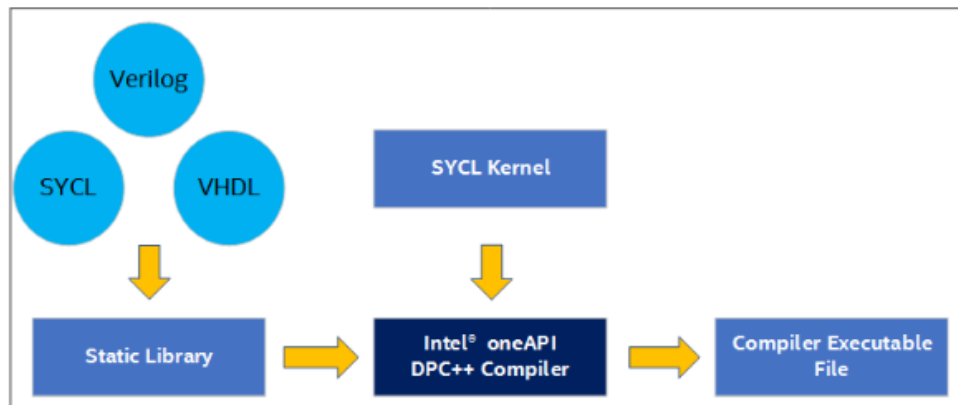 Verilog
SYCL
VHDL
SYCL Kernel
Static Library
Intel® oneAPI
DPC++ Compiler
Compiler Executable
File